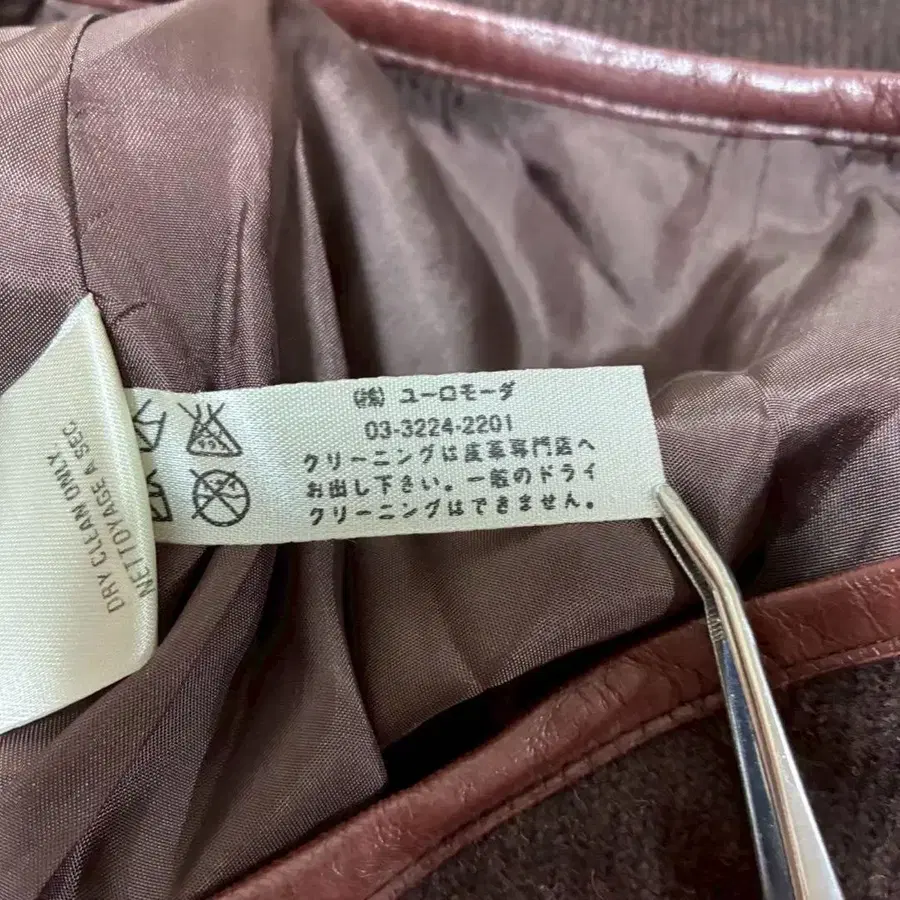 (株) ユーロモーダ
03-3224-2201
クリーニングは皮革専門店へ
お出し下さい。一般のドライ
クリーニングはできません。
DRY CLEAN ONLY
NETTOYAGE A SEC